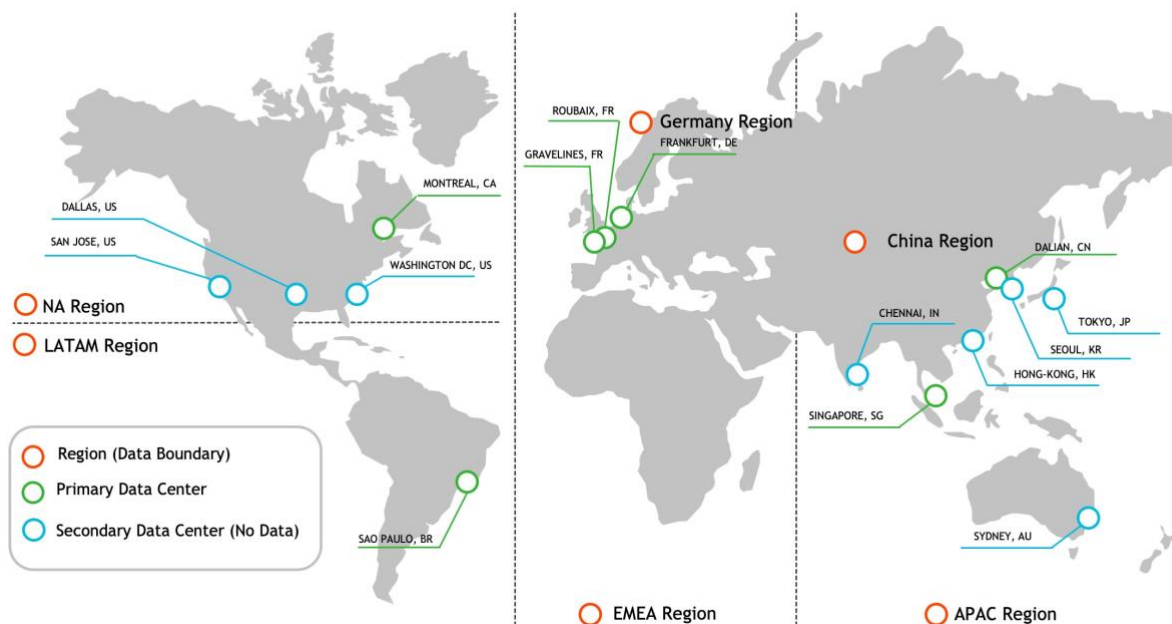 ROUBAIX, FR
Germany Region
GRAVELINES, FR
FRANKFURT, DE
MONTREAL, CA
DALLAS, US
SAN JOSE, US
WASHINGTON DC, US
China Region
DALIAN, CN
NA Region
LATAM Region
CHENNAI, IN
TOKYO, JP
SEOUL, KR
HONG-KONG, HK
SINGAPORE, SG
Region (Data Boundary)
Primary Data Center
Secondary Data Center (No Data)
SAO PAULO, BR
SYDNEY, AU
EMEA Region
APAC Region